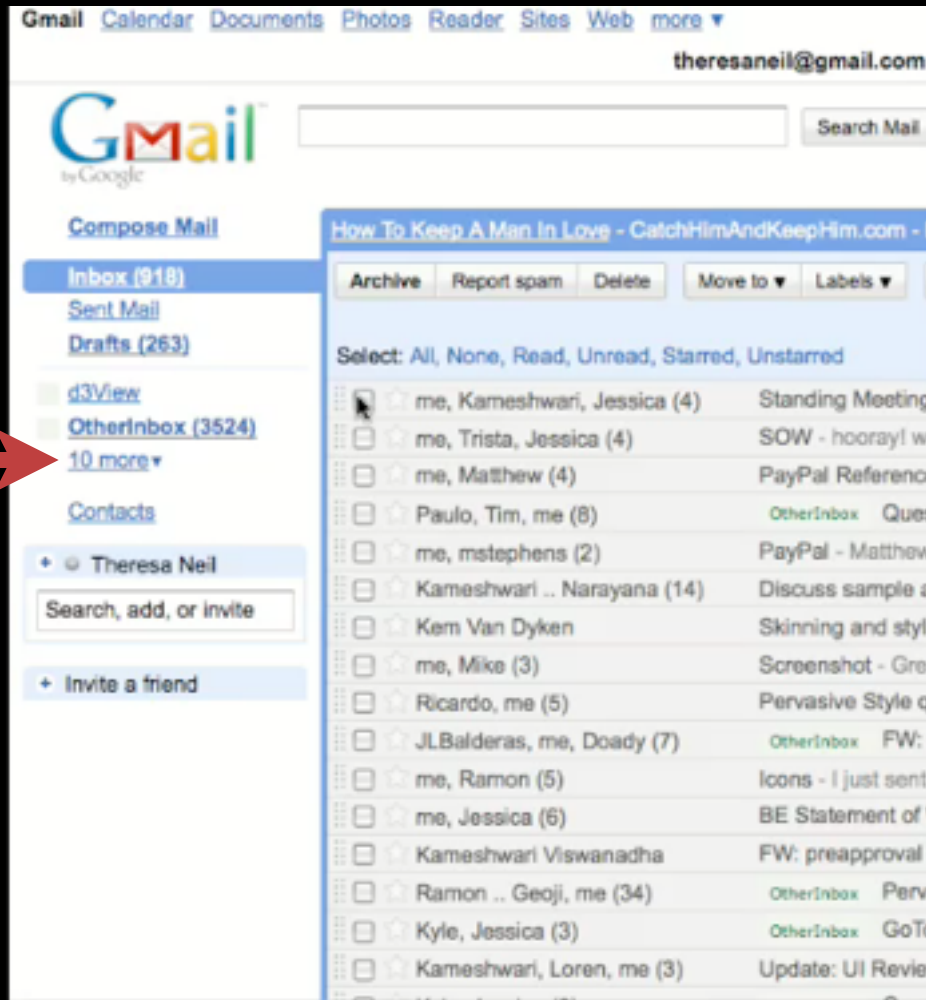 Gmail Calendar Documents Photos Reader Sites Web more ▼
theresaneil@gmail.com
Gmail™
by Google
Search Mail
Compose Mail
How To Keep A Man In Love - CatchHimAndKeepHim.com -
Inbox (918)
Archive Report spam Delete Move to ▼ Labels ▼
Sent Mail
Drafts (263)
Select: All, None, Read, Unread, Starred, Unstarred
d3View
OtherInbox (3524)
10 more ▼
Contacts
+ Theresa Neil
Search, add, or invite
+ Invite a friend
me, Kameshwari, Jessica (4) Standing Meeting
me, Trista, Jessica (4) SOW - hooray! w
me, Matthew (4) PayPal Referenc
Paulo, Tim, me (8) OtherInbox Ques
me, mstephens (2) PayPal - Matthew
Kameshwari .. Narayana (14) Discuss sample a
Kem Van Dyken Skinning and styl
me, Mike (3) Screenshot - Gre
Ricardo, me (5) Pervasive Style
JLBalderas, me, Doady (7) OtherInbox FW:
me, Ramon (5) Icons - I just sent
me, Jessica (6) BE Statement of
Kameshwari Viswanadha FW: preapproval
Ramon .. Geoji, me (34) OtherInbox Perv
Kyle, Jessica (3) OtherInbox GoTo
Kameshwari, Loren, me (3) Update: UI Revie